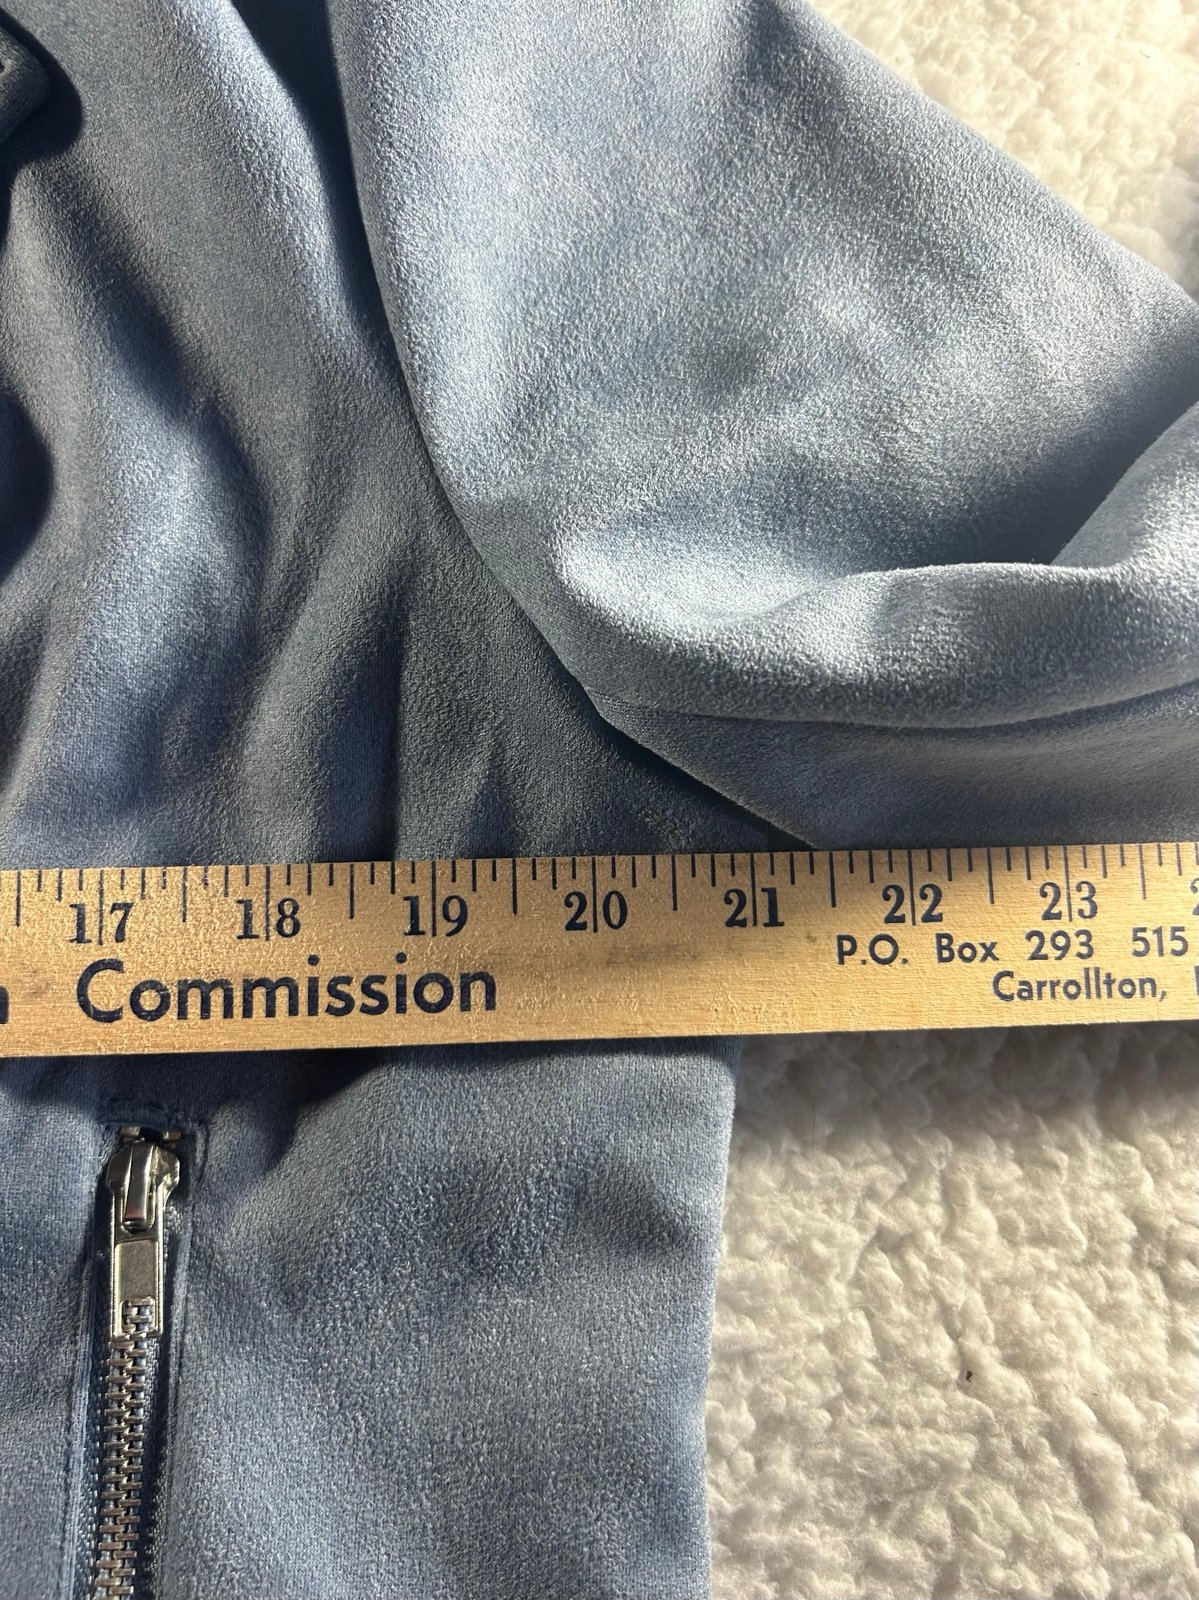 17 18 19 20 21 22 23
Commission
P.O. Box 293 515
Carrollton,